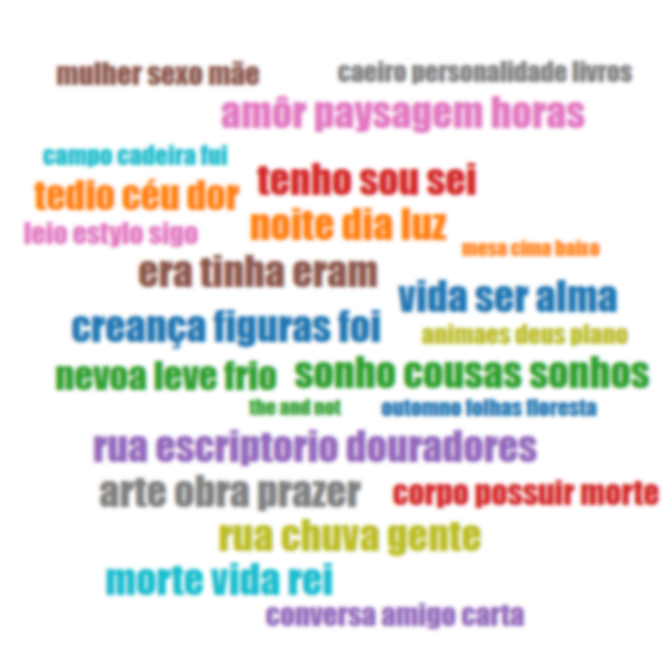 mulher sexo mãe
caeiro personalidade livros
amôr paysagem horas
campo cadeira fui
tenho sou sei
tedio céu dor
noite dia luz
leio estylo sigo
mesa cima baixo
era tinha eram
vida ser alma
creança figuras foi
animaes deus plano
nevoa leve frio
sonho cousas sonhos
the and not
outomno folhas floresta
rua escriptorio douradores
arte obra prazer
corpo possuir morte
rua chuva gente
morte vida rei
conversa amigo carta